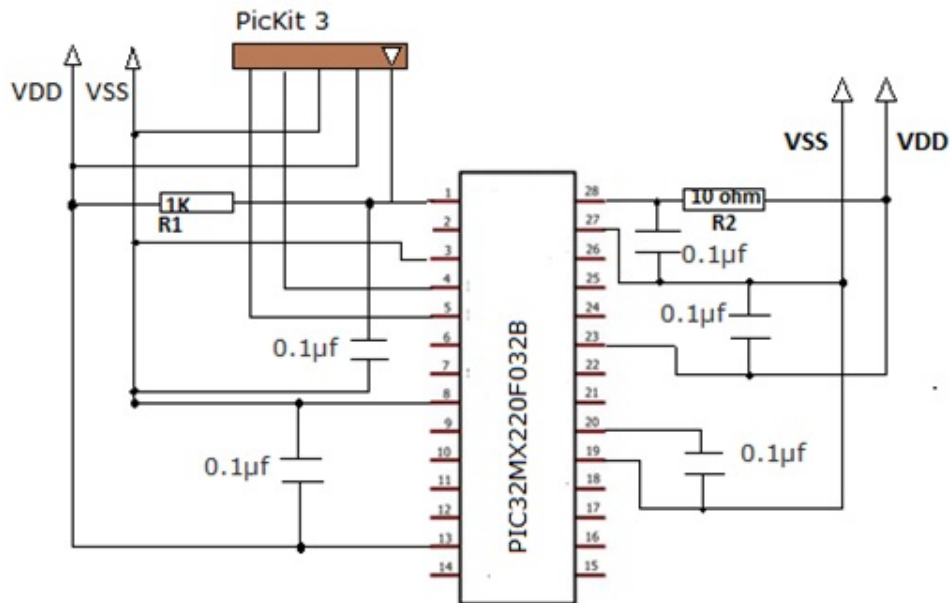 PicKit 3
VDD
VSS
VSS
VDD
1K
R1
10 ohm
R2
0.1µf
0.1µf
0.1µf
0.1µf
0.1µf
PIC32MX220F032B
1
2
3
4
5
6
7
8
9
10
11
12
13
14
28
27
26
25
24
23
22
21
20
19
18
17
16
15